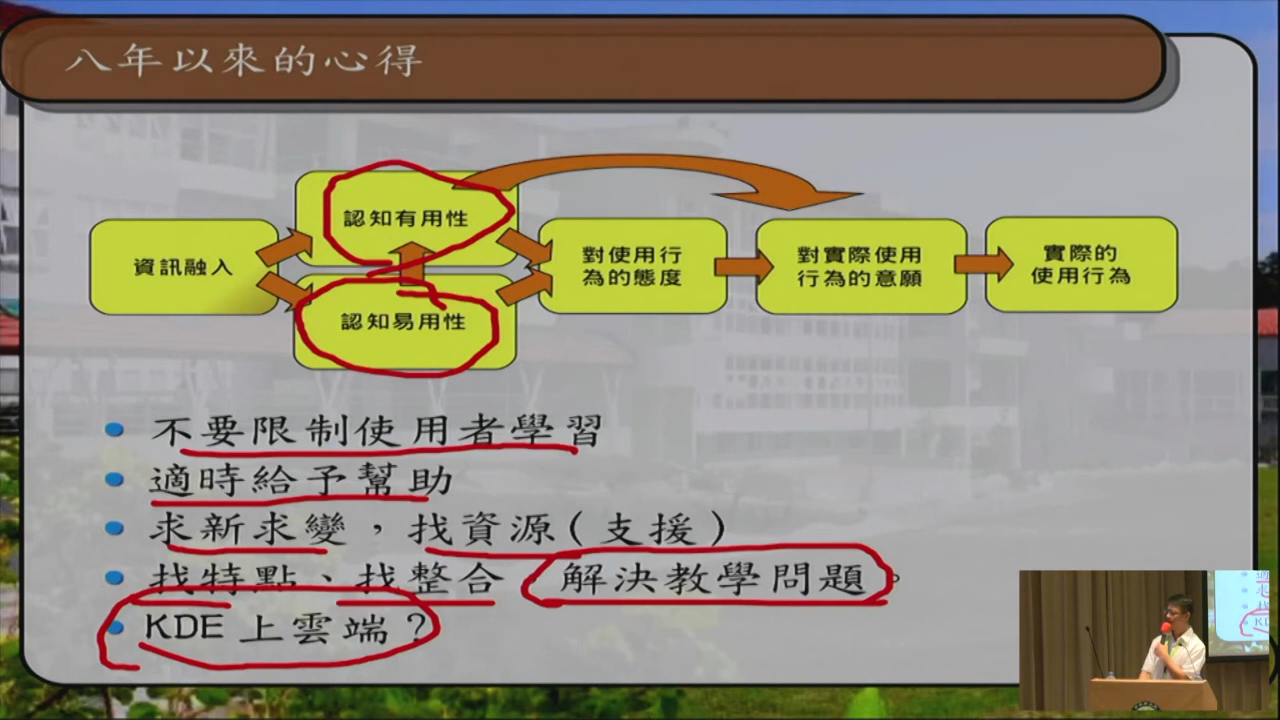 八年以來的心得
資訊融入
認知有用性
認知易用性
對使用行
為的態度
對實際使用
行為的意願
實際的
使用行為
不要限制使用者學習
適時給予幫助
求新求變，找資源(支援)
找特點、找整合 解決教學問題。
KDE 上雲端?